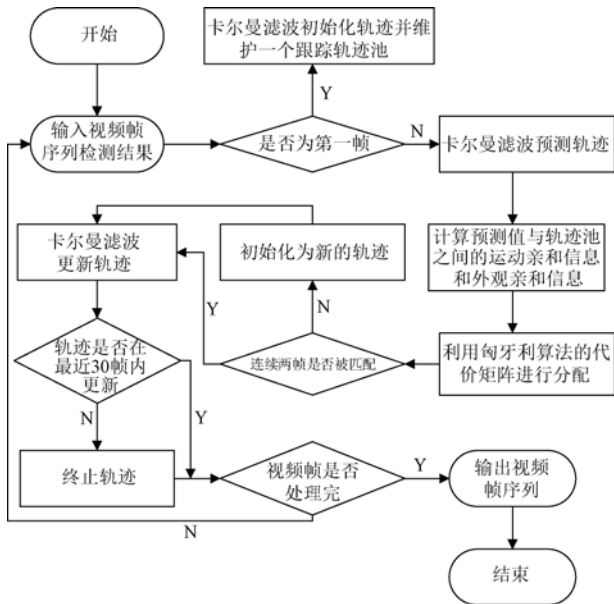 开始
卡尔曼滤波初始化轨迹并维
护一个跟踪轨迹池
Y
输入视频帧
序列检测结果
是否为第一帧
N
卡尔曼滤波预测轨迹
卡尔曼滤波
更新轨迹
初始化为新的轨迹
计算预测值与轨迹池
之间的运动亲和信息
和外观亲和信息
Y
N
轨迹是否在
最近30帧内
更新
连续两帧是否被匹配
利用匈牙利算法的代
价矩阵进行分配
N
Y
终止轨迹
视频帧是否
处理完
Y
输出视频
帧序列
N
结束